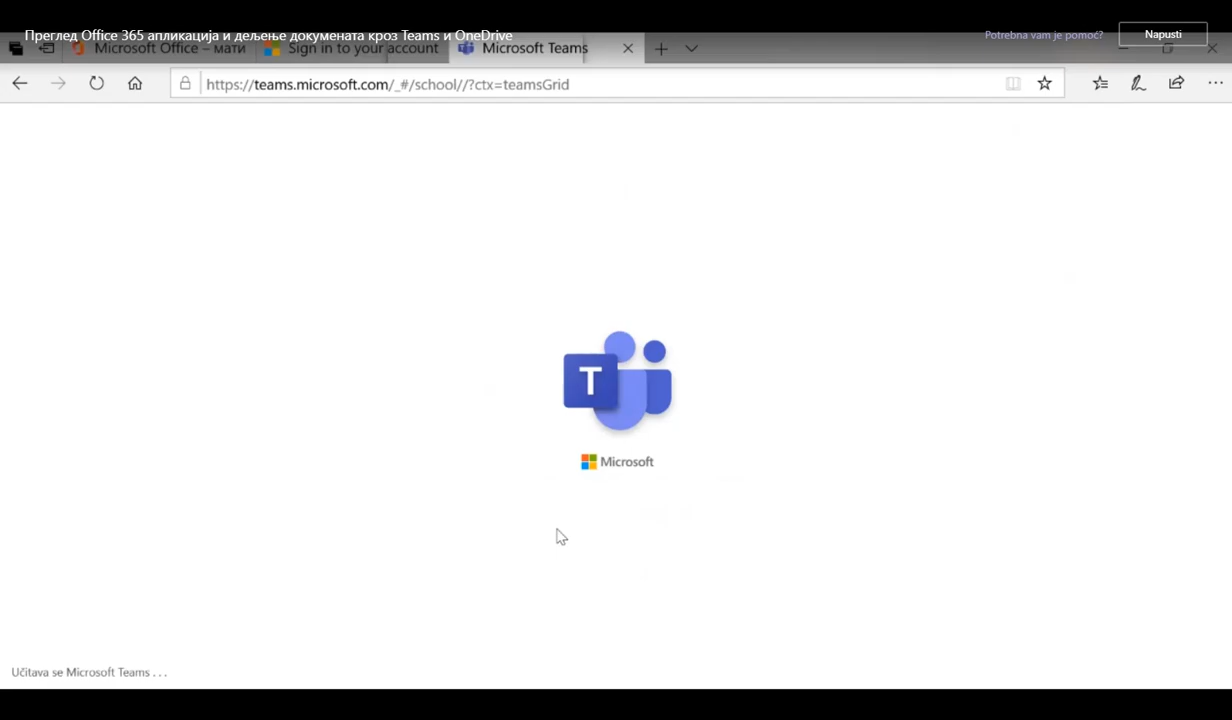 Преглед Office 365 апликација и дељење докумената кроз Teams и OneDrive
Potrebna vam je pomoć?
Napusti
Microsoft Office – мати
Sign in to your account
Microsoft Teams
https://teams.microsoft.com/_#/school//?ctx=teamsGrid
T
Microsoft
Učitava se Microsoft Teams . . .